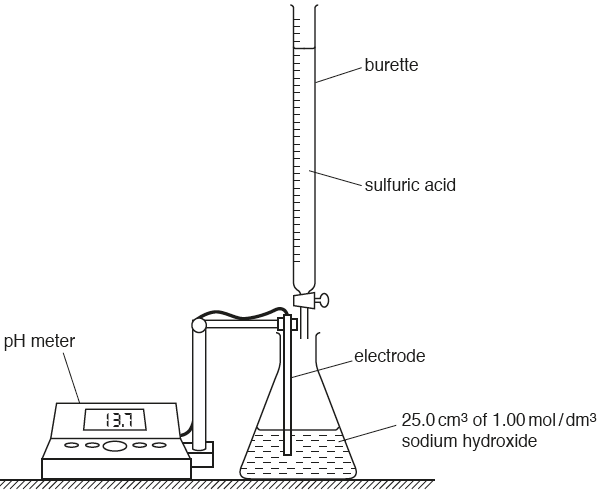 burette
sulfuric acid
pH meter
electrode
13.7
25.0 cm³ of 1.00 mol/dm³
sodium hydroxide